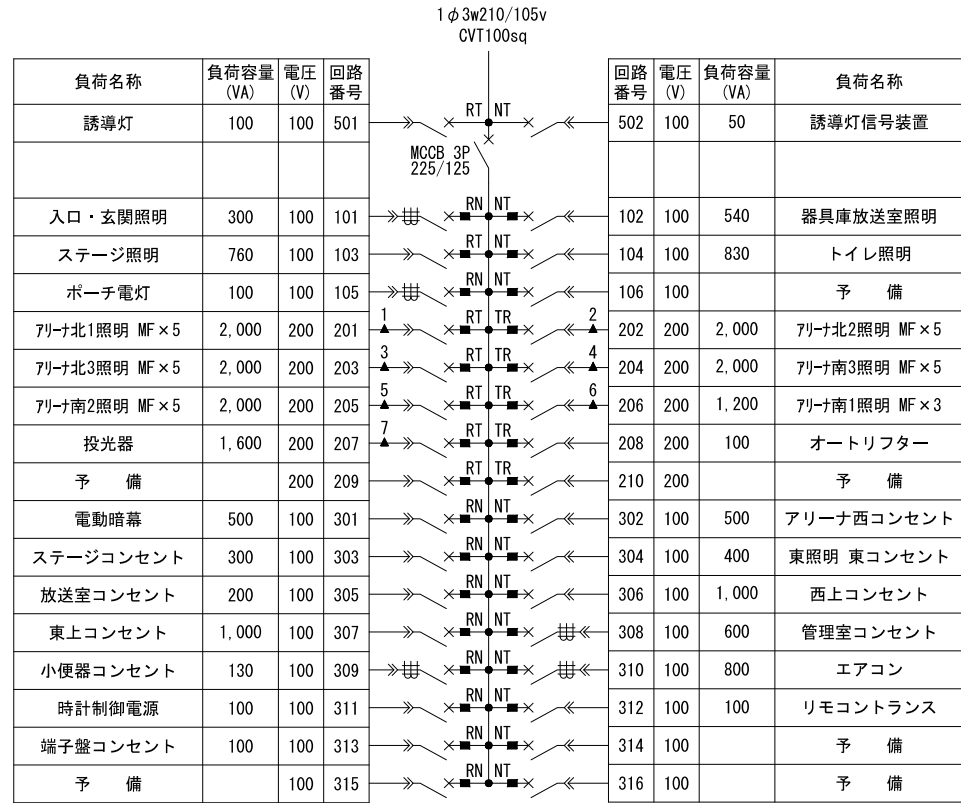 1φ3w210/105v
CVT100sq
負荷名称 負荷容量(VA) 電圧(V) 回路番号 回路番号 電圧(V) 負荷容量(VA) 負荷名称
誘導灯 100 100 501 RT NT 502 100 50 誘導灯信号装置
MCCB 3P
225/125
入口・玄関照明 300 100 101 RN NT 102 100 540 器具庫放送室照明
ステージ照明 760 100 103 RT NT 104 100 830 トイレ照明
ポーチ電灯 100 100 105 RN NT 106 100 予 備
アリーナ北1照明 MF×5 2,000 200 201 1 RT TR 2 202 200 2,000 アリーナ北2照明 MF×5
アリーナ北3照明 MF×5 2,000 200 203 3 RT TR 4 204 200 2,000 アリーナ南3照明 MF×5
アリーナ南2照明 MF×5 2,000 200 205 5 RT TR 6 206 200 1,200 アリーナ南1照明 MF×3
投光器 1,600 200 207 7 RT TR 208 200 100 オートリフター
予 備 200 209 RT TR 210 200 予 備
電動暗幕 500 100 301 RN NT 302 100 500 アリーナ西コンセント
ステージコンセント 300 100 303 RN NT 304 100 400 東照明 東コンセント
放送室コンセント 200 100 305 RN NT 306 100 1,000 西上コンセント
東上コンセント 1,000 100 307 RN NT 308 100 600 管理室コンセント
小便器コンセント 130 100 309 RN NT 310 100 800 エアコン
時計制御電源 100 100 311 RN NT 312 100 100 リモコントランス
端子盤コンセント 100 100 313 RN NT 314 100 予 備
予 備 100 315 RN NT 316 100 予 備